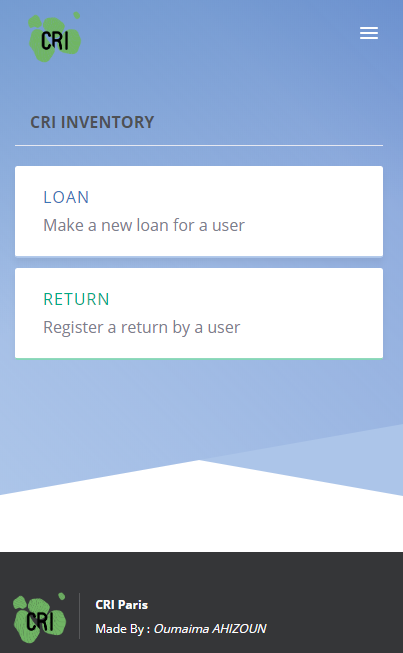 CRI
CRI INVENTORY
LOAN
Make a new loan for a user
RETURN
Register a return by a user
CRI
CRI Paris
Made By : Oumaima AHIZOUN